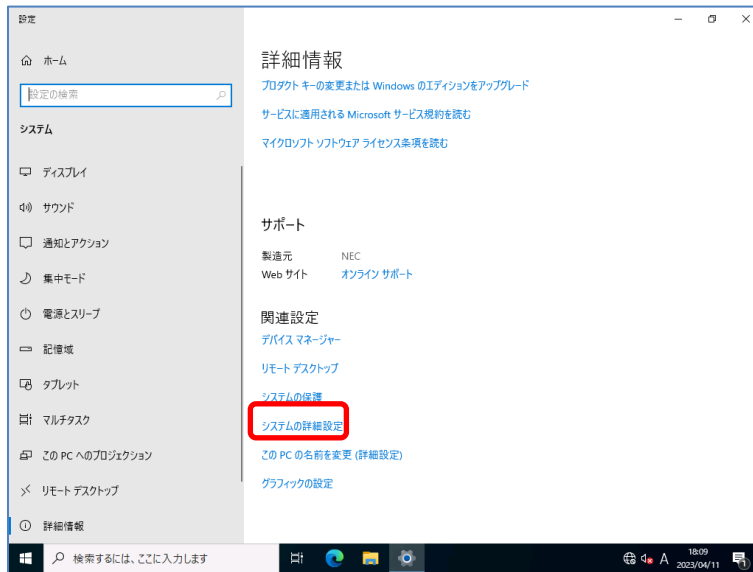 設定
ホーム
設定の検索
システム
ディスプレイ
サウンド
通知とアクション
集中モード
電源とスリープ
記憶域
タブレット
マルチタスク
この PC へのプロジェクション
リモート デスクトップ
詳細情報
詳細情報
プロダクト キーの変更または Windows のエディションをアップグレード
サービスに適用される Microsoft サービス規約を読む
マイクロソフト ソフトウェア ライセンス条項を読む
サポート
製造元 NEC
Web サイト オンライン サポート
関連設定
デバイス マネージャー
リモート デスクトップ
システムの保護
システムの詳細設定
この PC の名前を変更 (詳細設定)
グラフィックの設定
検索するには、ここに入力します
A
18:09
2023/04/11
1